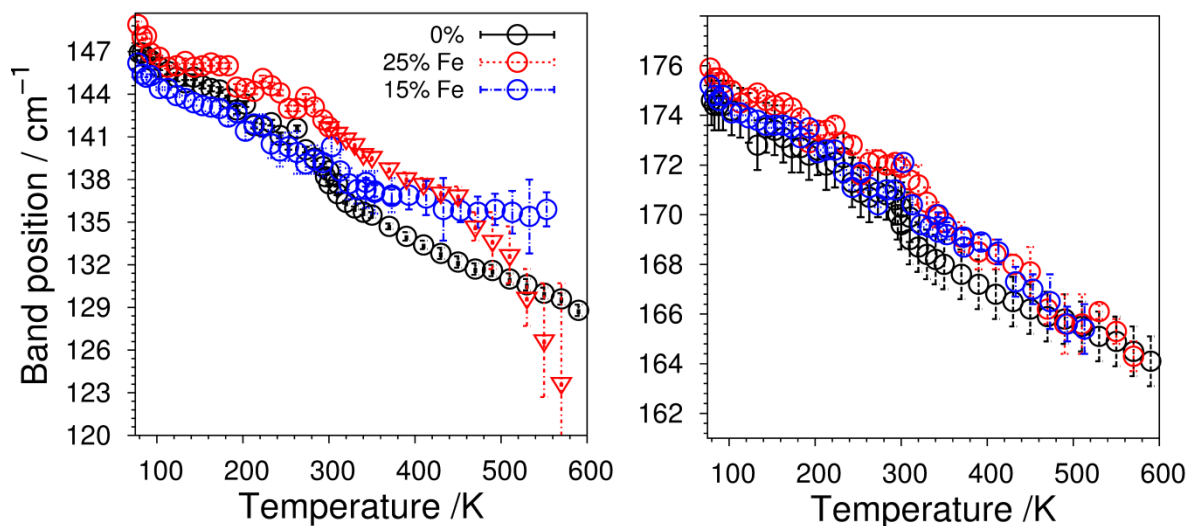 Band position / cm⁻¹
147
144
141
138
135
132
129
126
123
120
0%
25% Fe
15% Fe
100 200 300 400 500 600
Temperature /K
176
174
172
170
168
166
164
162
100 200 300 400 500 600
Temperature /K